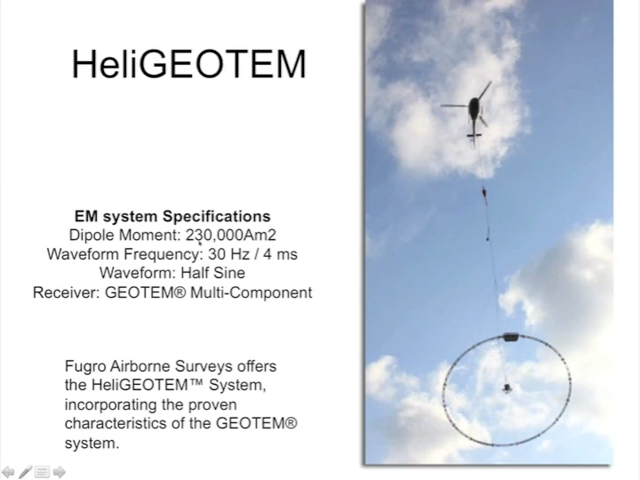 HeliGEOTEM
EM system Specifications
Dipole Moment: 230,000Am2
Waveform Frequency: 30 Hz / 4 ms
Waveform: Half Sine
Receiver: GEOTEM® Multi-Component
Fugro Airborne Surveys offers
the HeliGEOTEM™ System,
incorporating the proven
characteristics of the GEOTEM®
system.